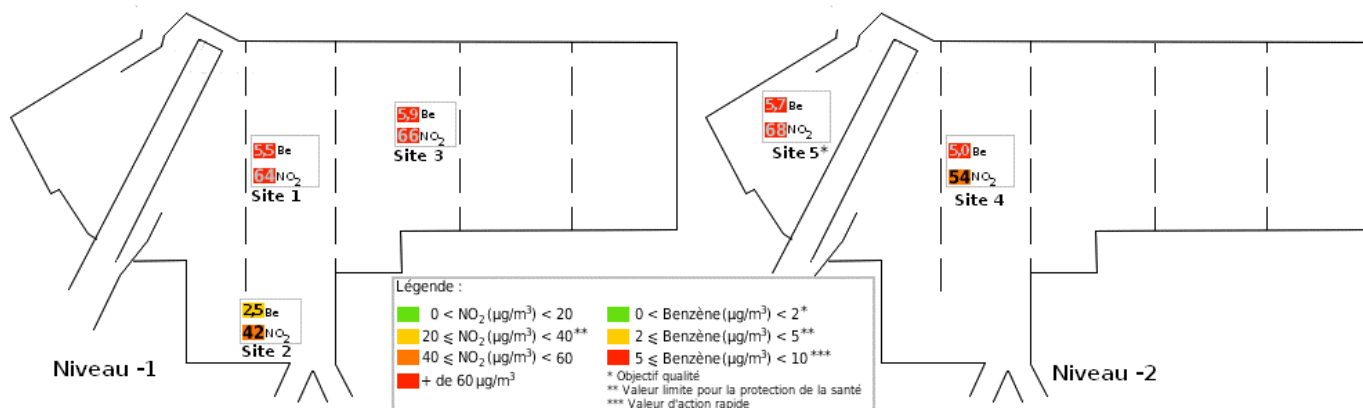 5,9 Be
66 NO2
Site 3
5,5 Be
64 NO2
Site 1
2,5 Be
42 NO2
Site 2
Niveau -1
5,7 Be
68 NO2
Site 5*
5,0 Be
54 NO2
Site 4
Niveau -2
Légende :
0 < NO2 (µg/m³) < 20
20 ⩽ NO2 (µg/m³) < 40**
40 ⩽ NO2 (µg/m³) < 60
+ de 60 µg/m³
0 < Benzène (µg/m³) < 2*
2 ⩽ Benzène (µg/m³) < 5**
5 ⩽ Benzène (µg/m³) < 10***
* Objectif qualité
** Valeur limite pour la protection de la santé
*** Valeur d'action rapide